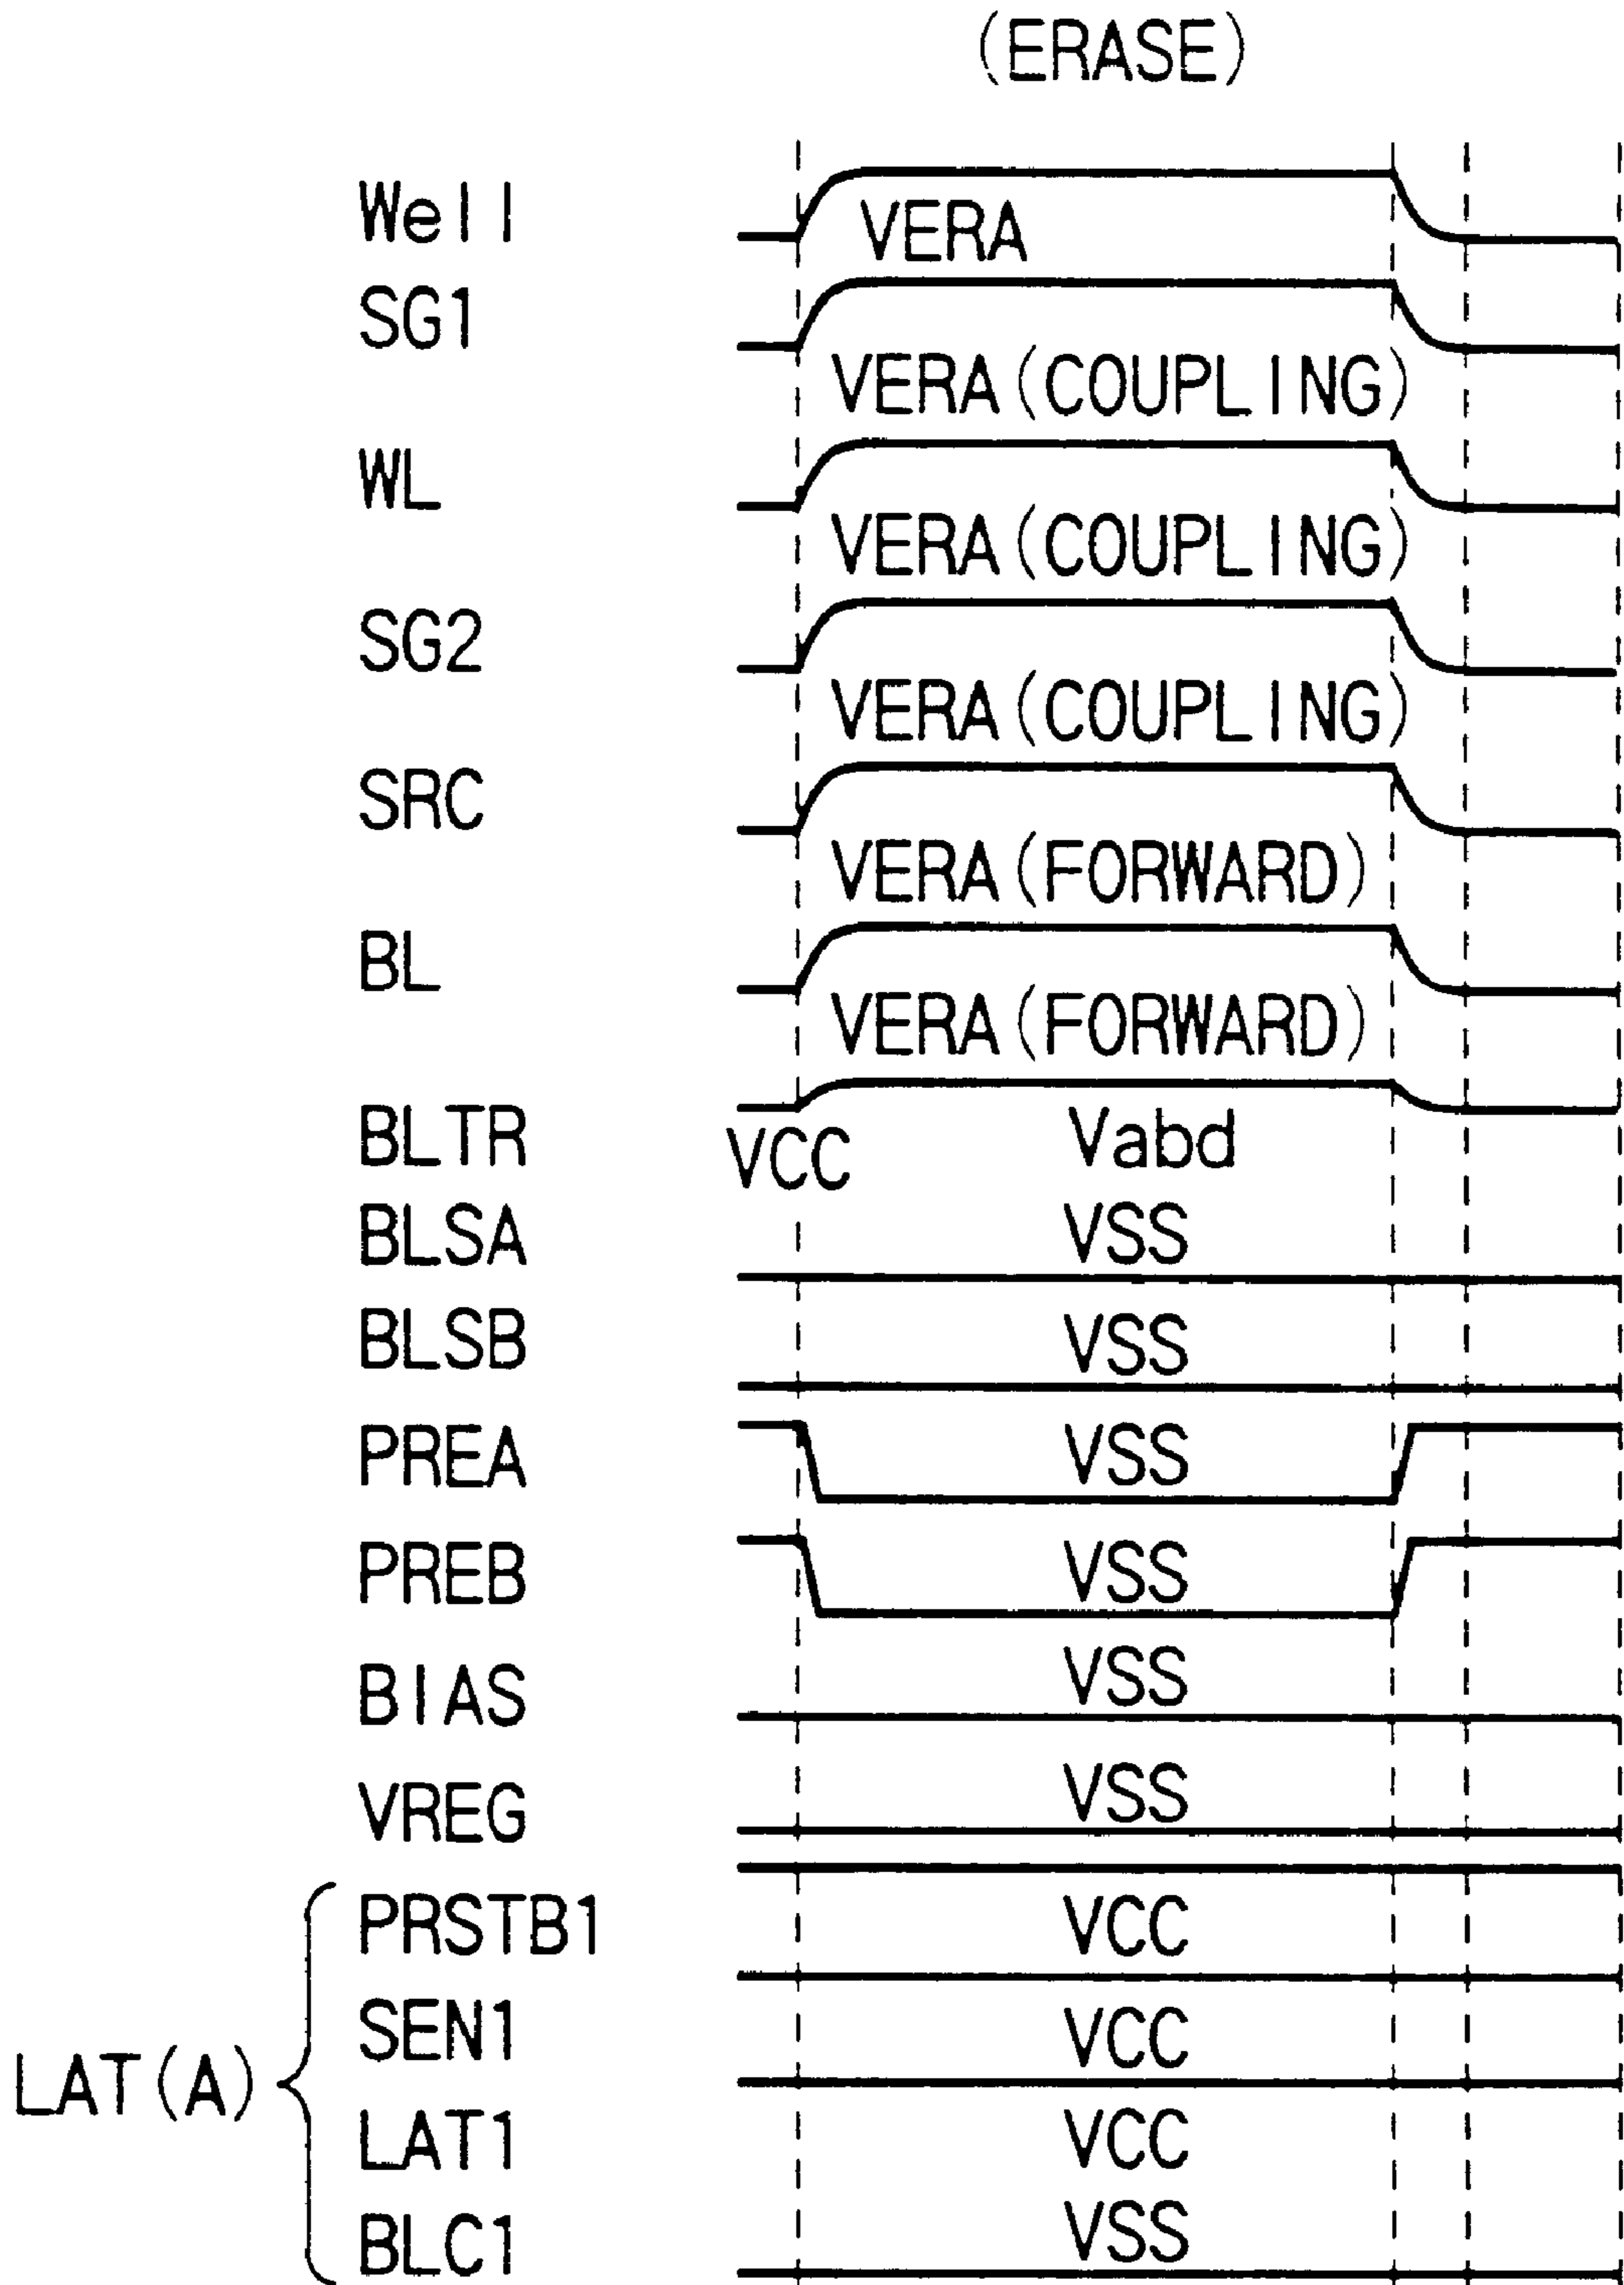 (ERASE)
Well
VERA
SG1
VERA(COUPLING)
WL
VERA(COUPLING)
SG2
VERA(COUPLING)
SRC
VERA(FORWARD)
BL
VERA(FORWARD)
BLTR
VCC Vabd
BLSA VSS
BLSB VSS
PREA VSS
PREB VSS
BIAS VSS
VREG VSS
PRSTB1 VCC
SEN1 VCC
LAT(A)
LAT1 VCC
BLC1 VSS